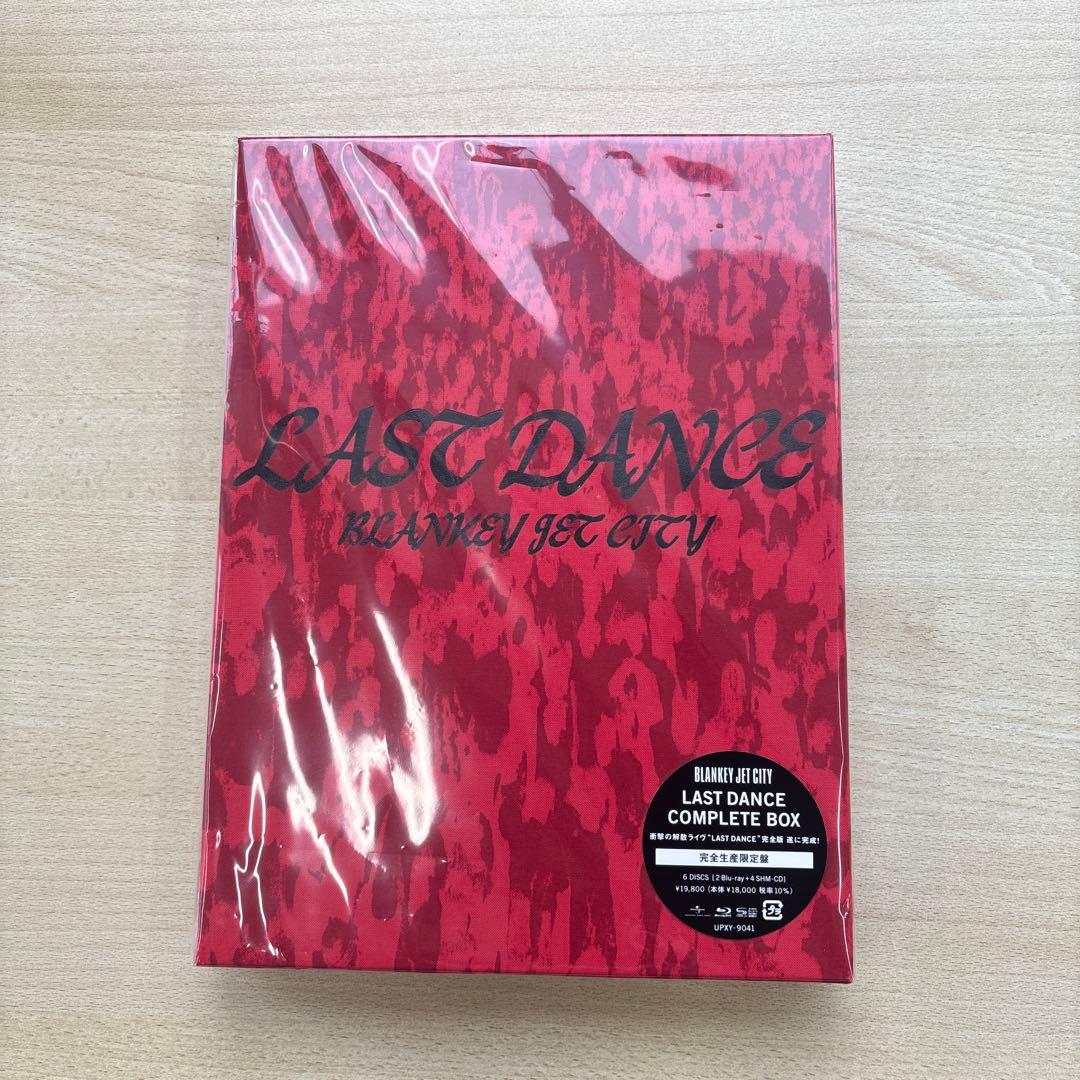 LAST DANCE
BLANKEY JET CITY
BLANKEY JET CITY
LAST DANCE
COMPLETE BOX
衝撃の解散ライヴ"LAST DANCE"完全版 遂に完成!
完全生産限定盤
6 DISCS [2 Blu-ray+4 SHM-CD]
¥19,800 (本体 ¥18,000 税率10%)
UPXY-9041